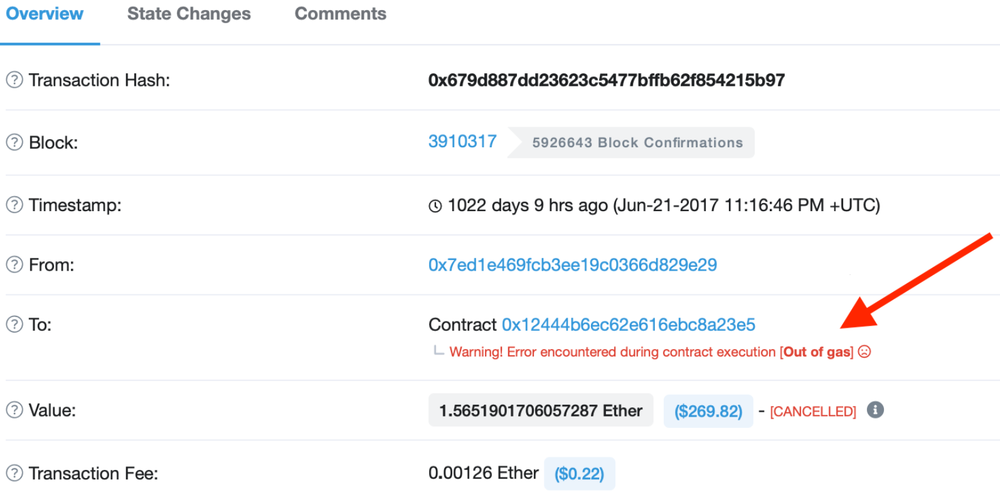 Overview State Changes Comments
Transaction Hash: 0x679d887dd23623c5477bffb62f854215b97
Block: 3910317 5926643 Block Confirmations
Timestamp: 1022 days 9 hrs ago (Jun-21-2017 11:16:46 PM +UTC)
From: 0x7ed1e469fcb3ee19c0366d829e29
To: Contract 0x12444b6ec62e616ebc8a23e5
Warning! Error encountered during contract execution [Out of gas]
Value: 1.5651901706057287 Ether ($269.82) - [CANCELLED]
Transaction Fee: 0.00126 Ether ($0.22)